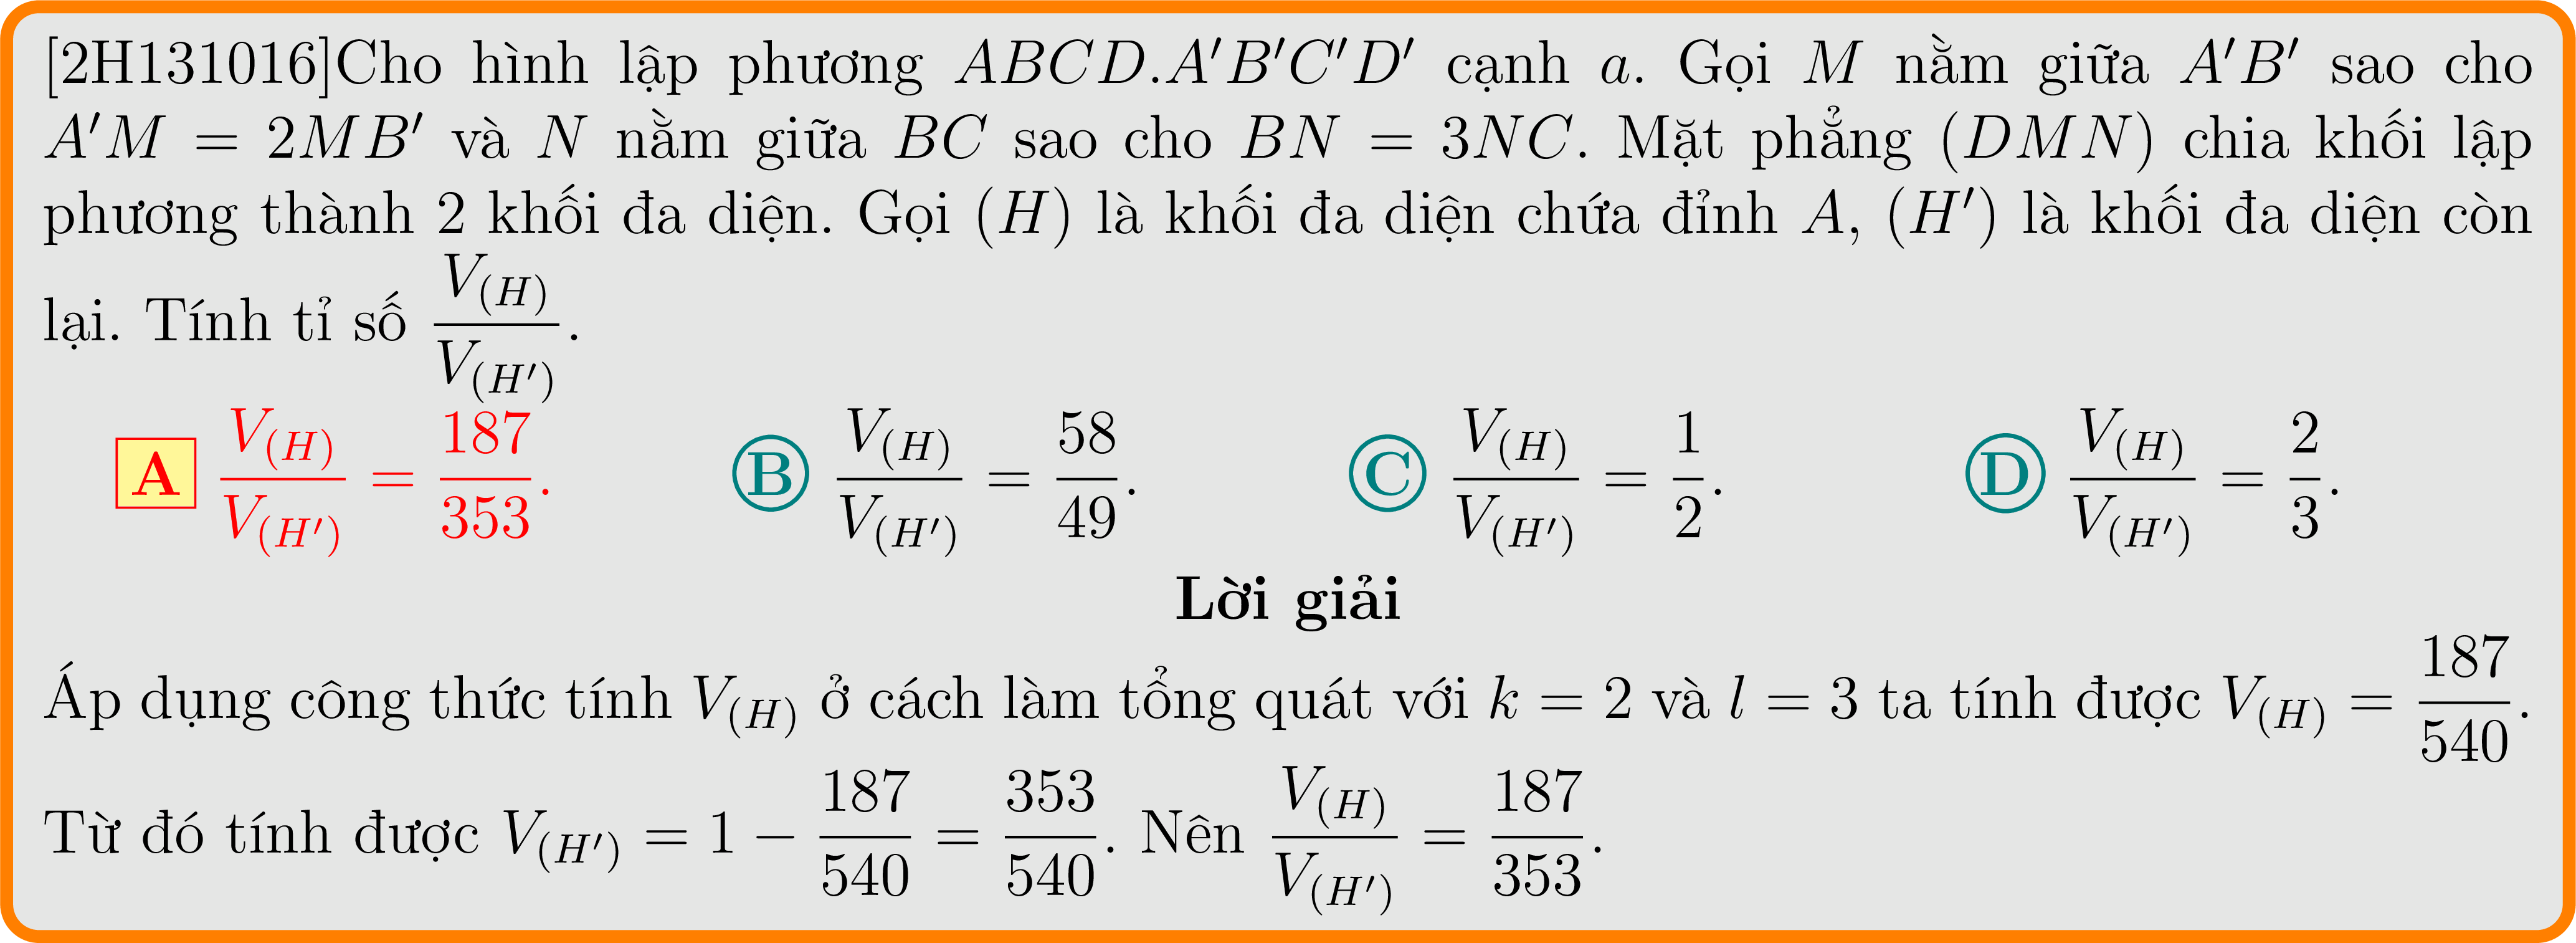 [2H131016]Cho hình lập phương ABCD.A′B′C′D′ cạnh a. Gọi M nằm giữa A′B′ sao cho
A′M = 2MB′ và N nằm giữa BC sao cho BN = 3NC. Mặt phẳng (DMN) chia khối lập
phương thành 2 khối đa diện. Gọi (H) là khối đa diện chứa đỉnh A, (H′) là khối đa diện còn
lại. Tính tỉ số \frac{V_{(H)}}{V_{(H′)}}.
A \frac{V_{(H)}}{V_{(H′)}} = \frac{187}{353}. B \frac{V_{(H)}}{V_{(H′)}} = \frac{58}{49}. C \frac{V_{(H)}}{V_{(H′)}} = \frac{1}{2}. D \frac{V_{(H)}}{V_{(H′)}} = \frac{2}{3}.
Lời giải
Áp dụng công thức tính V_{(H)} ở cách làm tổng quát với k = 2 và l = 3 ta tính được V_{(H)} = \frac{187}{540}.
Từ đó tính được V_{(H′)} = 1 − \frac{187}{540} = \frac{353}{540}. Nên \frac{V_{(H)}}{V_{(H′)}} = \frac{187}{353}.